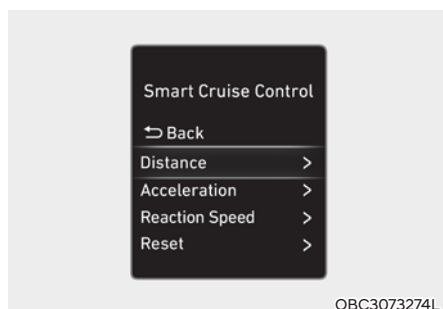 Smart Cruise Control
⮌ Back
Distance >
Acceleration >
Reaction Speed >
Reset >
OBC3073274L